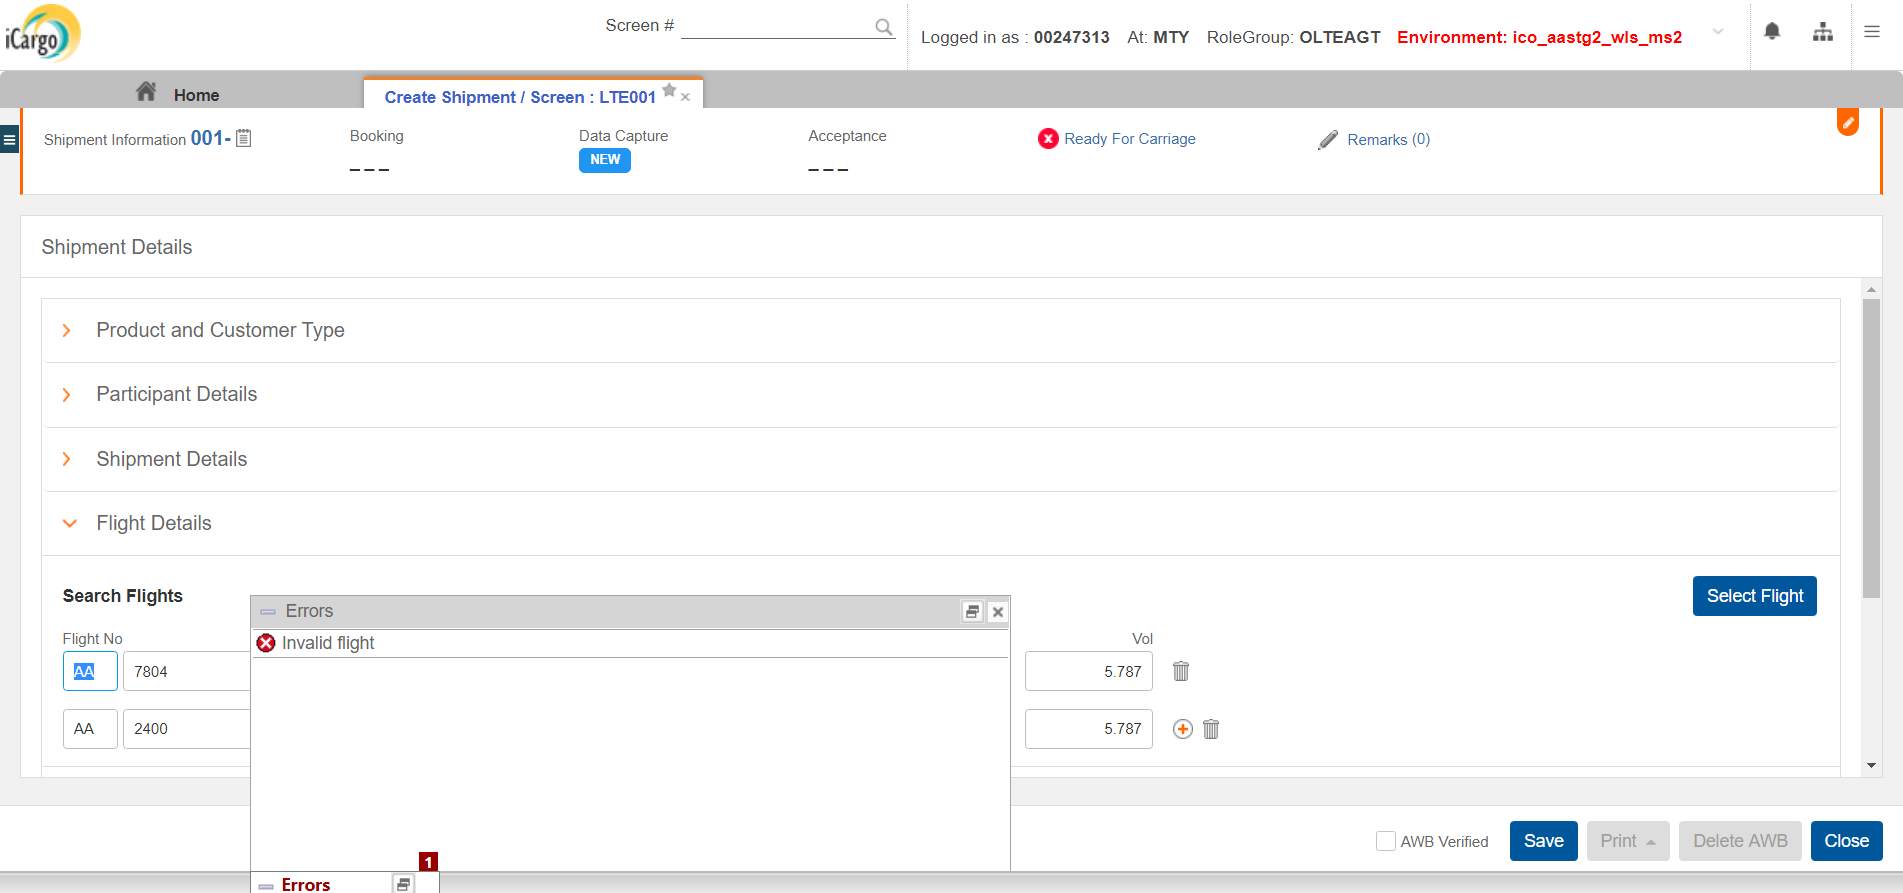 iCargo
Screen #
Logged in as : 00247313 At: MTY RoleGroup: OLTEAGT Environment: ico_aastg2_wls_ms2
Home
Create Shipment / Screen : LTE001
Shipment Information 001-
Booking
Data Capture
Acceptance
Ready For Carriage
Remarks (0)
---
NEW
---
Shipment Details
Product and Customer Type
Participant Details
Shipment Details
Flight Details
Search Flights
Select Flight
Errors
Invalid flight
Flight No
Vol
AA 7804 5.787
AA 2400 5.787
AWB Verified
Save
Print
Delete AWB
Close
1
Errors